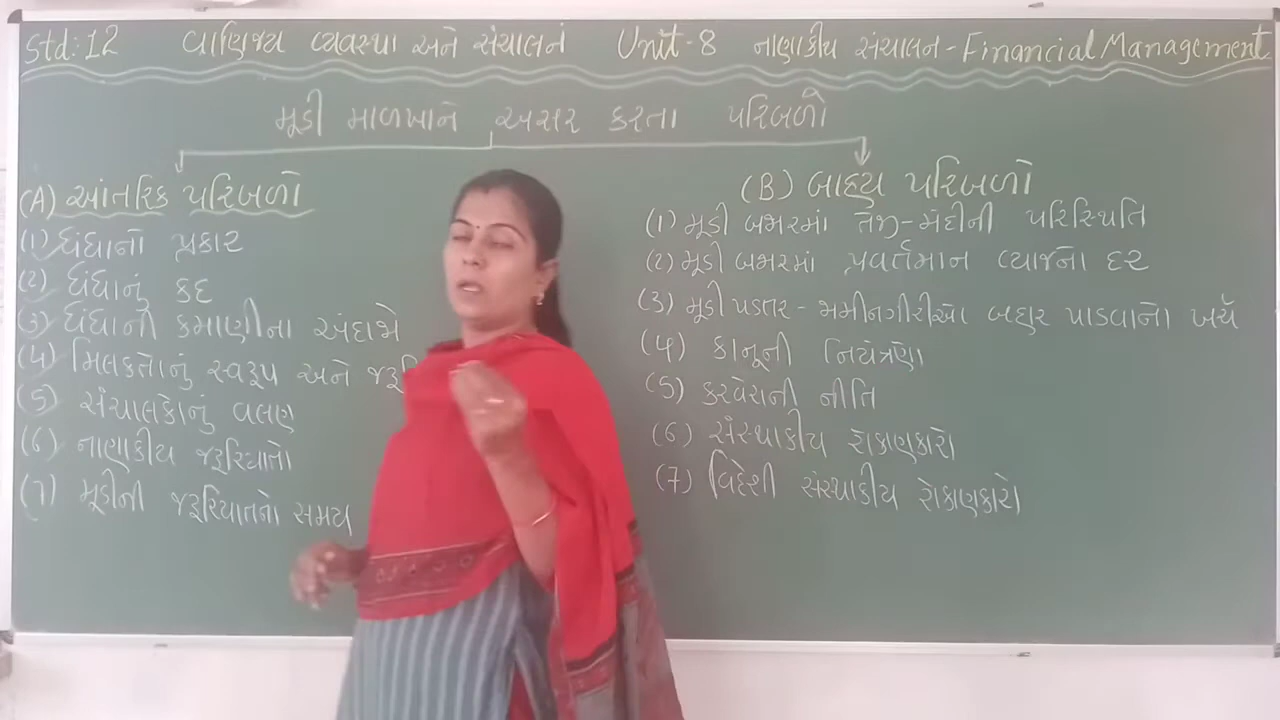 Std:12 વાણિજ્ય વ્યવસ્થા અને સંચાલન Unit-8 નાણાકીય સંચાલન-Financial Management
મૂડી માળખાને અસર કરતા પરિબળો
(A) આંતરિક પરિબળો
(1) ધંધાનો પ્રકાર
(2) ધંધાનું કદ
(3) ધંધાની કમાણીના અંદાજો
(4) મિલકતોનું સ્વરૂપ અને
(5) સંચાલકોનું વલણ
(6) નાણાકીય જરૂરિયાતો
(7) મૂડીની જરૂરિયાતનો સમય
(B) બાહ્ય પરિબળો
(1) મૂડી બજારમાં તેજી-મંદીની પરિસ્થિતિ
(2) મૂડી બજારમાં પ્રવર્તમાન વ્યાજના દર
(3) મૂડી પડતર - જામીનગીરીઓ બહાર પાડવાનો ખર્ચ
(4) કાનૂની નિયંત્રણો
(5) કરવેરાની નીતિ
(6) સંસ્થાકીય રોકાણકારો
(7) વિદેશી સંસ્થાકીય રોકાણકારો